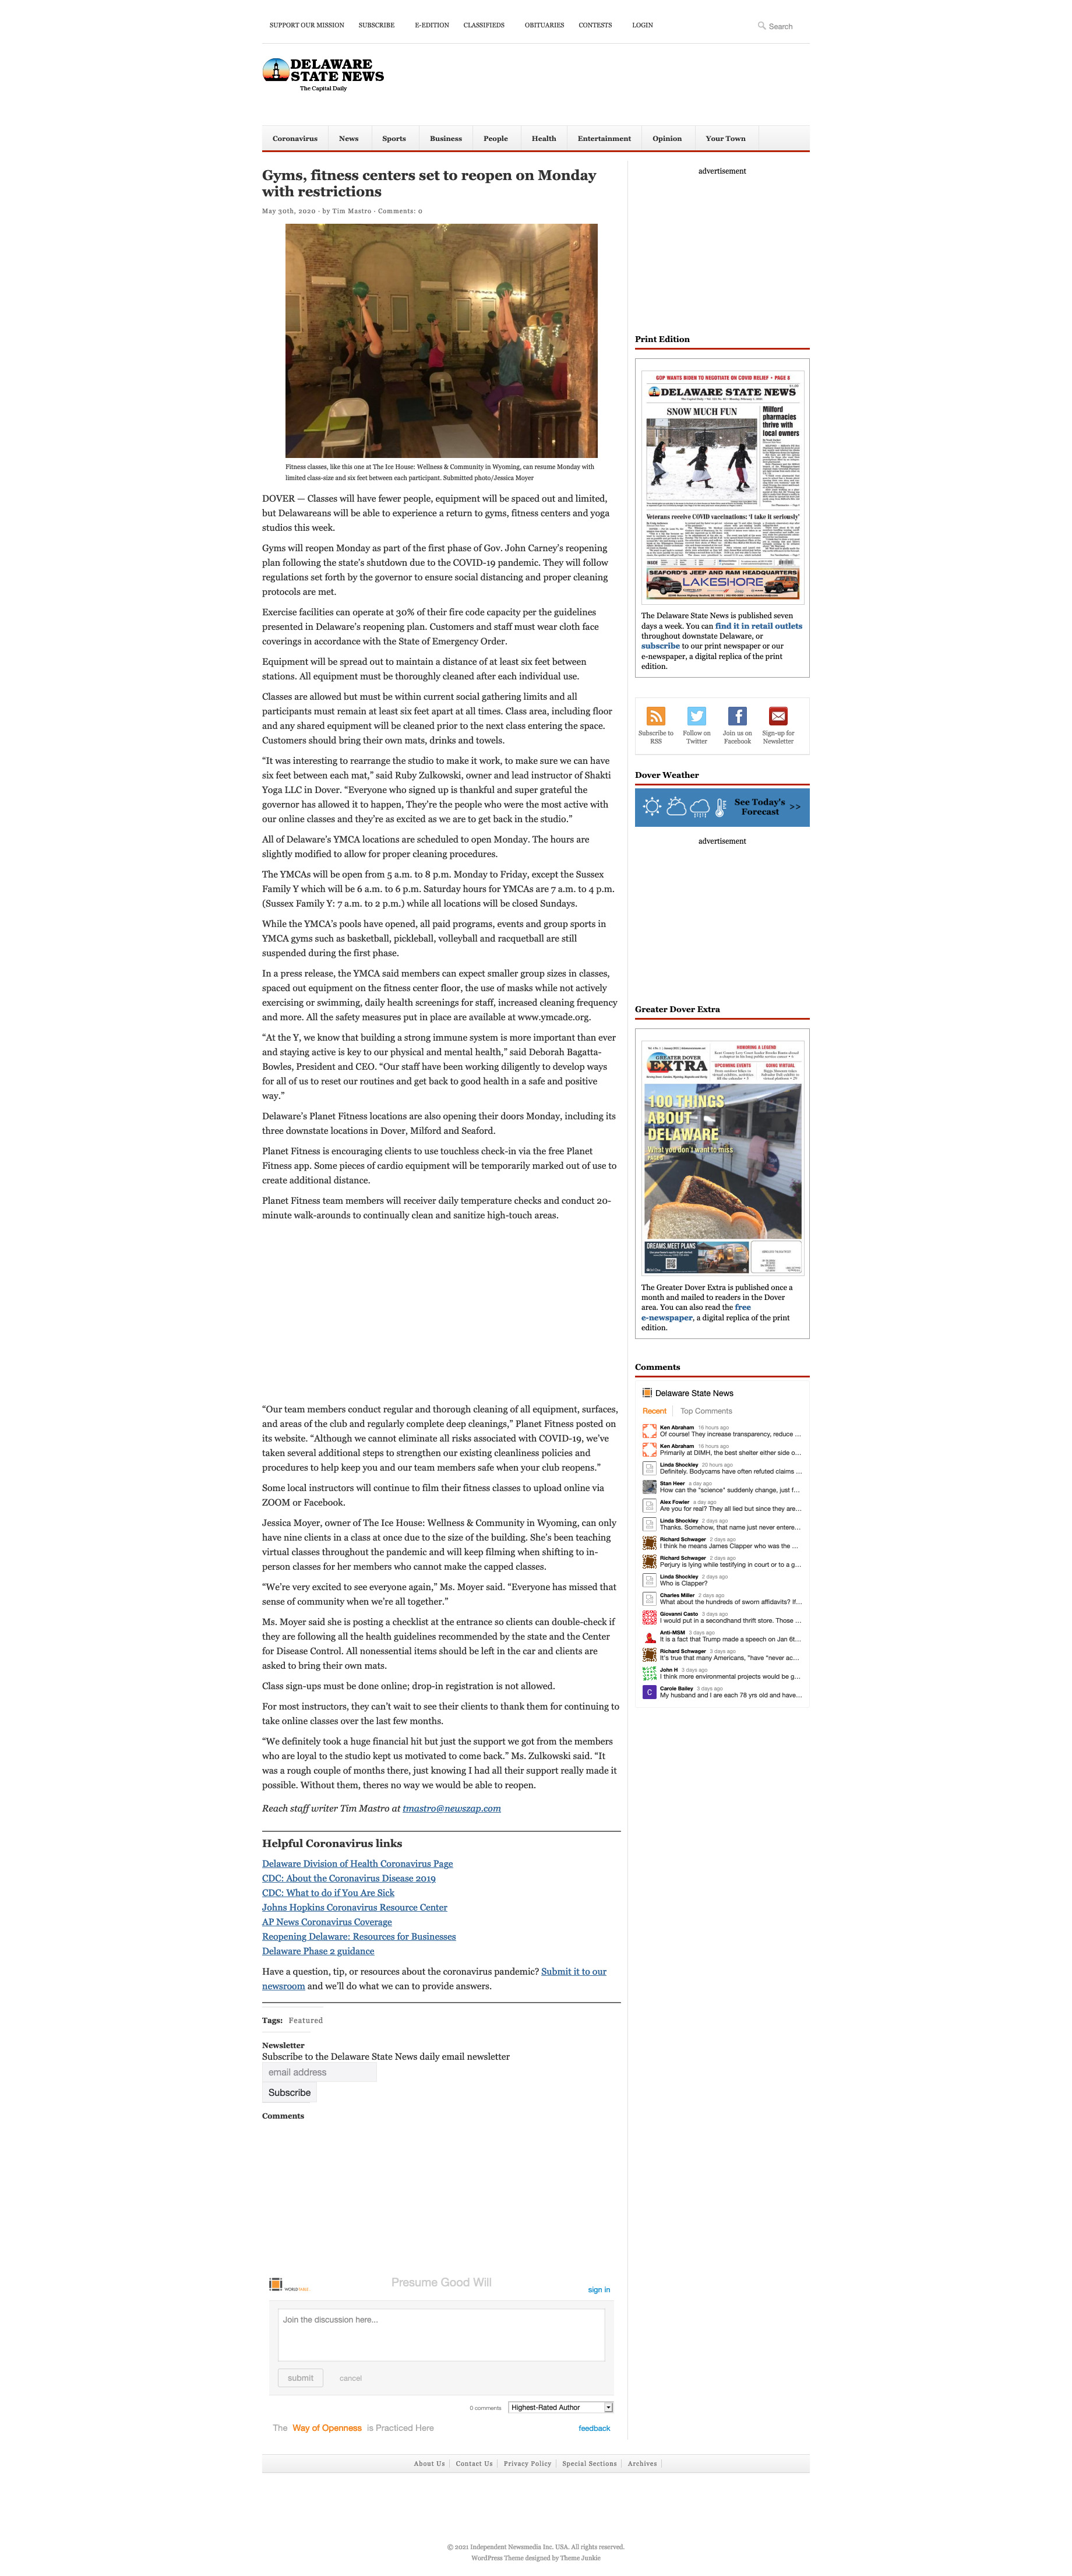 SUPPORT OUR MISSION SUBSCRIBE E-EDITION CLASSIFIEDS OBITUARIES CONTESTS LOGIN
Search
DELAWARE
STATE NEWS
The Capital Daily
Coronavirus News Sports Business People Health Entertainment Opinion Your Town
Gyms, fitness centers set to reopen on Monday
with restrictions
May 30th, 2020 · by Tim Mastro · Comments: 0
Fitness classes, like this one at The Ice House: Wellness & Community in Wyoming, can resume Monday with
limited class-size and six feet between each participant. Submitted photo/Jessica Moyer
DOVER — Classes will have fewer people, equipment will be spaced out and limited,
but Delawareans will be able to experience a return to gyms, fitness centers and yoga
studios this week.
Gyms will reopen Monday as part of the first phase of Gov. John Carney's reopening
plan following the state's shutdown due to the COVID-19 pandemic. They will follow
regulations set forth by the governor to ensure social distancing and proper cleaning
protocols are met.
Exercise facilities can operate at 30% of their fire code capacity per the guidelines
presented in Delaware's reopening plan. Customers and staff must wear cloth face
coverings in accordance with the State of Emergency Order.
Equipment will be spread out to maintain a distance of at least six feet between
stations. All equipment must be thoroughly cleaned after each individual use.
Classes are allowed but must be within current social gathering limits and all
participants must remain at least six feet apart at all times. Class area, including floor
and any shared equipment will be cleaned prior to the next class entering the space.
Customers should bring their own mats, drinks and towels.
“It was interesting to rearrange the studio to make it work, to make sure we can have
six feet between each mat,” said Ruby Zulkowski, owner and lead instructor of Shakti
Yoga LLC in Dover. “Everyone who signed up is thankful and super grateful the
governor has allowed it to happen, They're the people who were the most active with
our online classes and they're as excited as we are to get back in the studio.”
All of Delaware's YMCA locations are scheduled to open Monday. The hours are
slightly modified to allow for proper cleaning procedures.
The YMCAs will be open from 5 a.m. to 8 p.m. Monday to Friday, except the Sussex
Family Y which will be 6 a.m. to 6 p.m. Saturday hours for YMCAs are 7 a.m. to 4 p.m.
(Sussex Family Y: 7 a.m. to 2 p.m.) while all locations will be closed Sundays.
While the YMCA's pools have opened, all paid programs, events and group sports in
YMCA gyms such as basketball, pickleball, volleyball and racquetball are still
suspended during the first phase.
In a press release, the YMCA said members can expect smaller group sizes in classes,
spaced out equipment on the fitness center floor, the use of masks while not actively
exercising or swimming, daily health screenings for staff, increased cleaning frequency
and more. All the safety measures put in place are available at www.ymcade.org.
“At the Y, we know that building a strong immune system is more important than ever
and staying active is key to our physical and mental health,” said Deborah Bagatta-
Bowles, President and CEO. “Our staff have been working diligently to develop ways
for all of us to reset our routines and get back to good health in a safe and positive
way.”
Delaware's Planet Fitness locations are also opening their doors Monday, including its
three downstate locations in Dover, Milford and Seaford.
Planet Fitness is encouraging clients to use touchless check-in via the free Planet
Fitness app. Some pieces of cardio equipment will be temporarily marked out of use to
create additional distance.
Planet Fitness team members will receiver daily temperature checks and conduct 20-
minute walk-arounds to continually clean and sanitize high-touch areas.
“Our team members conduct regular and thorough cleaning of all equipment, surfaces,
and areas of the club and regularly complete deep cleanings,” Planet Fitness posted on
its website. “Although we cannot eliminate all risks associated with COVID-19, we've
taken several additional steps to strengthen our existing cleanliness policies and
procedures to help keep you and our team members safe when your club reopens.”
Some local instructors will continue to film their fitness classes to upload online via
ZOOM or Facebook.
Jessica Moyer, owner of The Ice House: Wellness & Community in Wyoming, can only
have nine clients in a class at once due to the size of the building. She's been teaching
virtual classes throughout the pandemic and will keep filming when shifting to in-
person classes for her members who can not make the capped classes.
“We're very excited to see everyone again,” Ms. Moyer said. “Everyone has missed that
sense of community when we're all together.”
Ms. Moyer said she is posting a checklist at the entrance so clients can double-check if
they are following all the health guidelines recommended by the state and the Center
for Disease Control. All nonessential items should be left in the car and clients are
asked to bring their own mats.
Class sign-ups must be done online; drop-in registration is not allowed.
For most instructors, they can't wait to see their clients to thank them for continuing to
take online classes over the last few months.
“We definitely took a huge financial hit but just the support we got from the members
who are loyal to the studio kept us motivated to come back.” Ms. Zulkowski said. “It
was a rough couple of months there, just knowing I had all their support really made it
possible. Without them, theres no way we would be able to reopen.
Reach staff writer Tim Mastro at tmastro@newszap.com
Helpful Coronavirus links
Delaware Division of Health Coronavirus Page
CDC: About the Coronavirus Disease 2019
CDC: What to do if You Are Sick
Johns Hopkins Coronavirus Resource Center
AP News Coronavirus Coverage
Reopening Delaware: Resources for Businesses
Delaware Phase 2 guidance
Have a question, tip, or resources about the coronavirus pandemic? Submit it to our
newsroom and we'll do what we can to provide answers.
Tags: Featured
Newsletter
Subscribe to the Delaware State News daily email newsletter
email address
Subscribe
Comments
Presume Good Will
sign in
Join the discussion here...
submit cancel
0 comments Highest-Rated Author
The Way of Openness is Practiced Here
feedback
advertisement
Print Edition
GOP WANTS BIDEN TO NEGOTIATE ON COVID RELIEF • PAGE 8
DELAWARE STATE NEWS
SNOW MUCH FUN
Milford
pharmacies
thrive with
local owners
Veterans receive COVID vaccinations: ‘I take it seriously’
SEAFORD'S JEEP AND RAM HEADQUARTERS
LAKESHORE
The Delaware State News is published seven
days a week. You can find it in retail outlets
throughout downstate Delaware, or
subscribe to our print newspaper or our
e-newspaper, a digital replica of the print
edition.
Subscribe to
RSS
Follow on
Twitter
Join us on
Facebook
Sign-up for
Newsletter
Dover Weather
See Today's
Forecast >>
advertisement
Greater Dover Extra
GREATER DOVER
EXTRA
HONORING A LEGEND
UPCOMING EVENTS
GOING VIRTUAL
100 THINGS
ABOUT
DELAWARE
What you don't want to miss
DREAMS, MEET PLANS
The Greater Dover Extra is published once a
month and mailed to readers in the Dover
area. You can also read the free
e-newspaper, a digital replica of the print
edition.
Comments
Delaware State News
Recent Top Comments
Ken Abraham 16 hours ago
Of course! They increase transparency, reduce ...
Ken Abraham 16 hours ago
Primarily at DIMH, the best shelter either side o...
Linda Shockley 20 hours ago
Definitely. Bodycams have often refuted claims ...
Stan Heer a day ago
How can the "science" suddenly change, just f...
Alex Fowler a day ago
Are you for real? They all lied but since they are...
Linda Shockley 2 days ago
Thanks. Somehow, that name just never entere...
Richard Schwager 2 days ago
I think he means James Clapper who was the ...
Richard Schwager 2 days ago
Perjury is lying while testifying in court or to a g...
Linda Shockley 2 days ago
Who is Clapper?
Charles Miller 2 days ago
What about the hundreds of sworn affidavits? If...
Giovanni Casto 3 days ago
I would put in a secondhand thrift store. Those ...
Anti-MSM 3 days ago
It is a fact that Trump made a speech on Jan 6t...
Richard Schwager 3 days ago
It's true that many Americans, "have "never ac...
John H 3 days ago
I think more environmental projects would be g...
C
Carole Bailey 3 days ago
My husband and I are each 78 yrs old and have...
About Us Contact Us Privacy Policy Special Sections Archives
© 2021 Independent Newsmedia Inc. USA. All rights reserved.
WordPress Theme designed by Theme Junkie